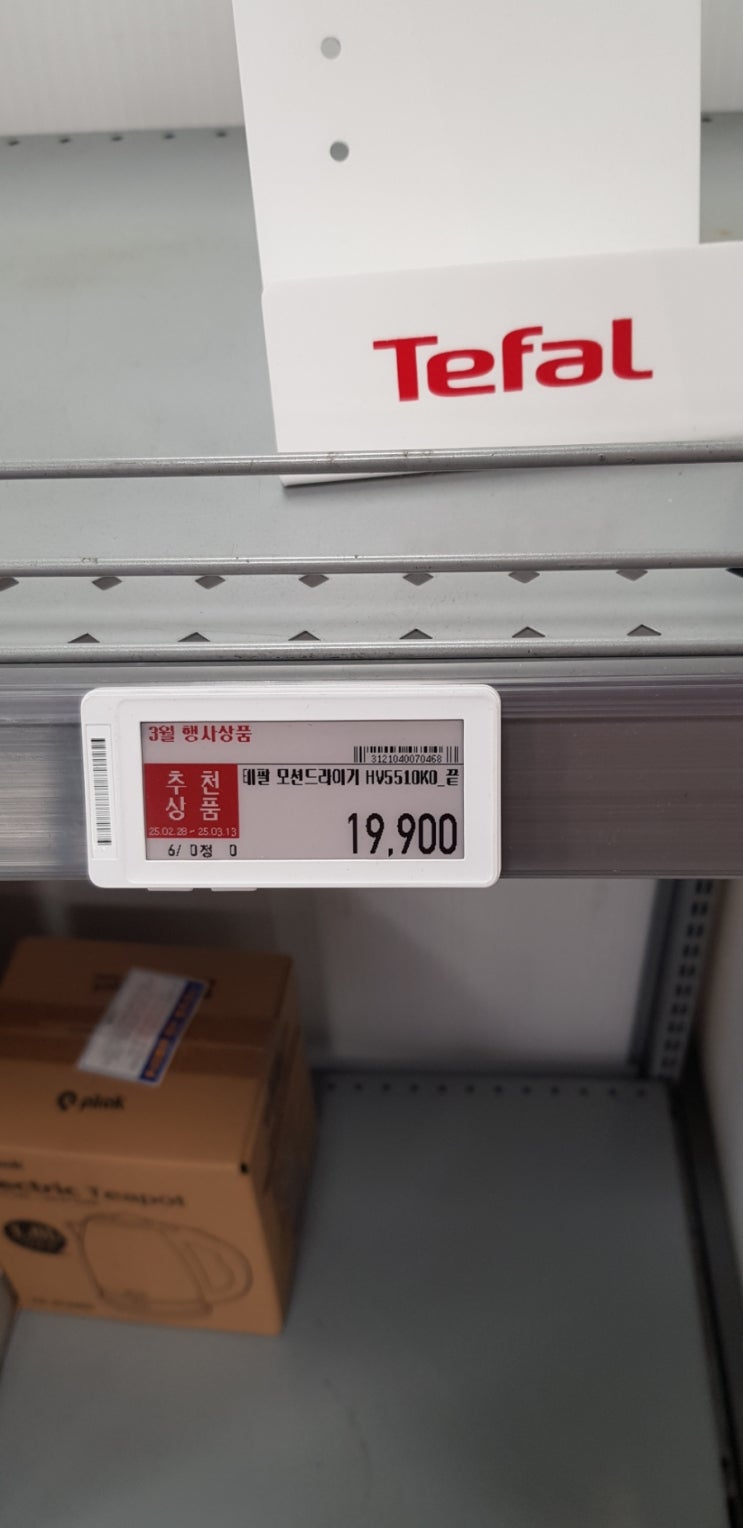 Tefal
3월 행사상품
3121040070468
추천
상품
테팔 모션드라이기 HV5510K0_끝
25.02.28 ~ 25.03.13
19,900
6/ 0정 0
plink
Teapot